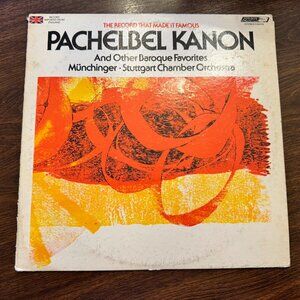 THE RECORD THAT MADE IT FAMOUS
PACHELBEL KANON
And Other Baroque Favorites
Münchinger - Stuttgart Chamber Orchestra